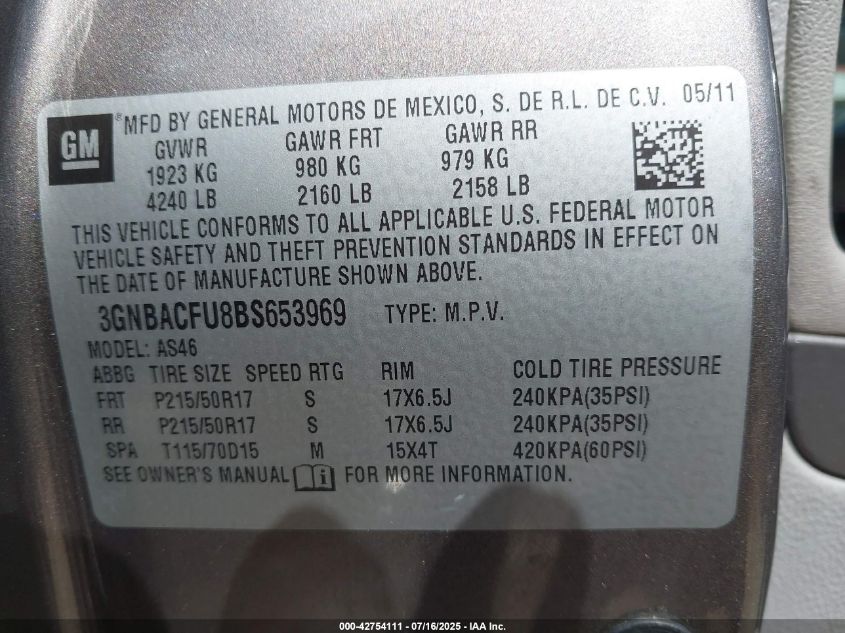 GM
®MFD BY GENERAL MOTORS DE MEXICO, S. DE R.L. DE C.V. 05/11
GVWR GAWR FRT GAWR RR
1923 KG 980 KG 979 KG
4240 LB 2160 LB 2158 LB
THIS VEHICLE CONFORMS TO ALL APPLICABLE U.S. FEDERAL MOTOR
VEHICLE SAFETY AND THEFT PREVENTION STANDARDS IN EFFECT ON
THE DATE OF MANUFACTURE SHOWN ABOVE.
3GNBACFU8BS653969 TYPE: M.P.V.
MODEL: AS46
ABBG TIRE SIZE SPEED RTG RIM COLD TIRE PRESSURE
FRT P215/50R17 S 17X6.5J 240KPA(35PSI)
RR P215/50R17 S 17X6.5J 240KPA(35PSI)
SPA T115/70D15 M 15X4T 420KPA(60PSI)
SEE OWNER'S MANUAL i FOR MORE INFORMATION.
000-42754111 - 07/16/2025 - IAA Inc.